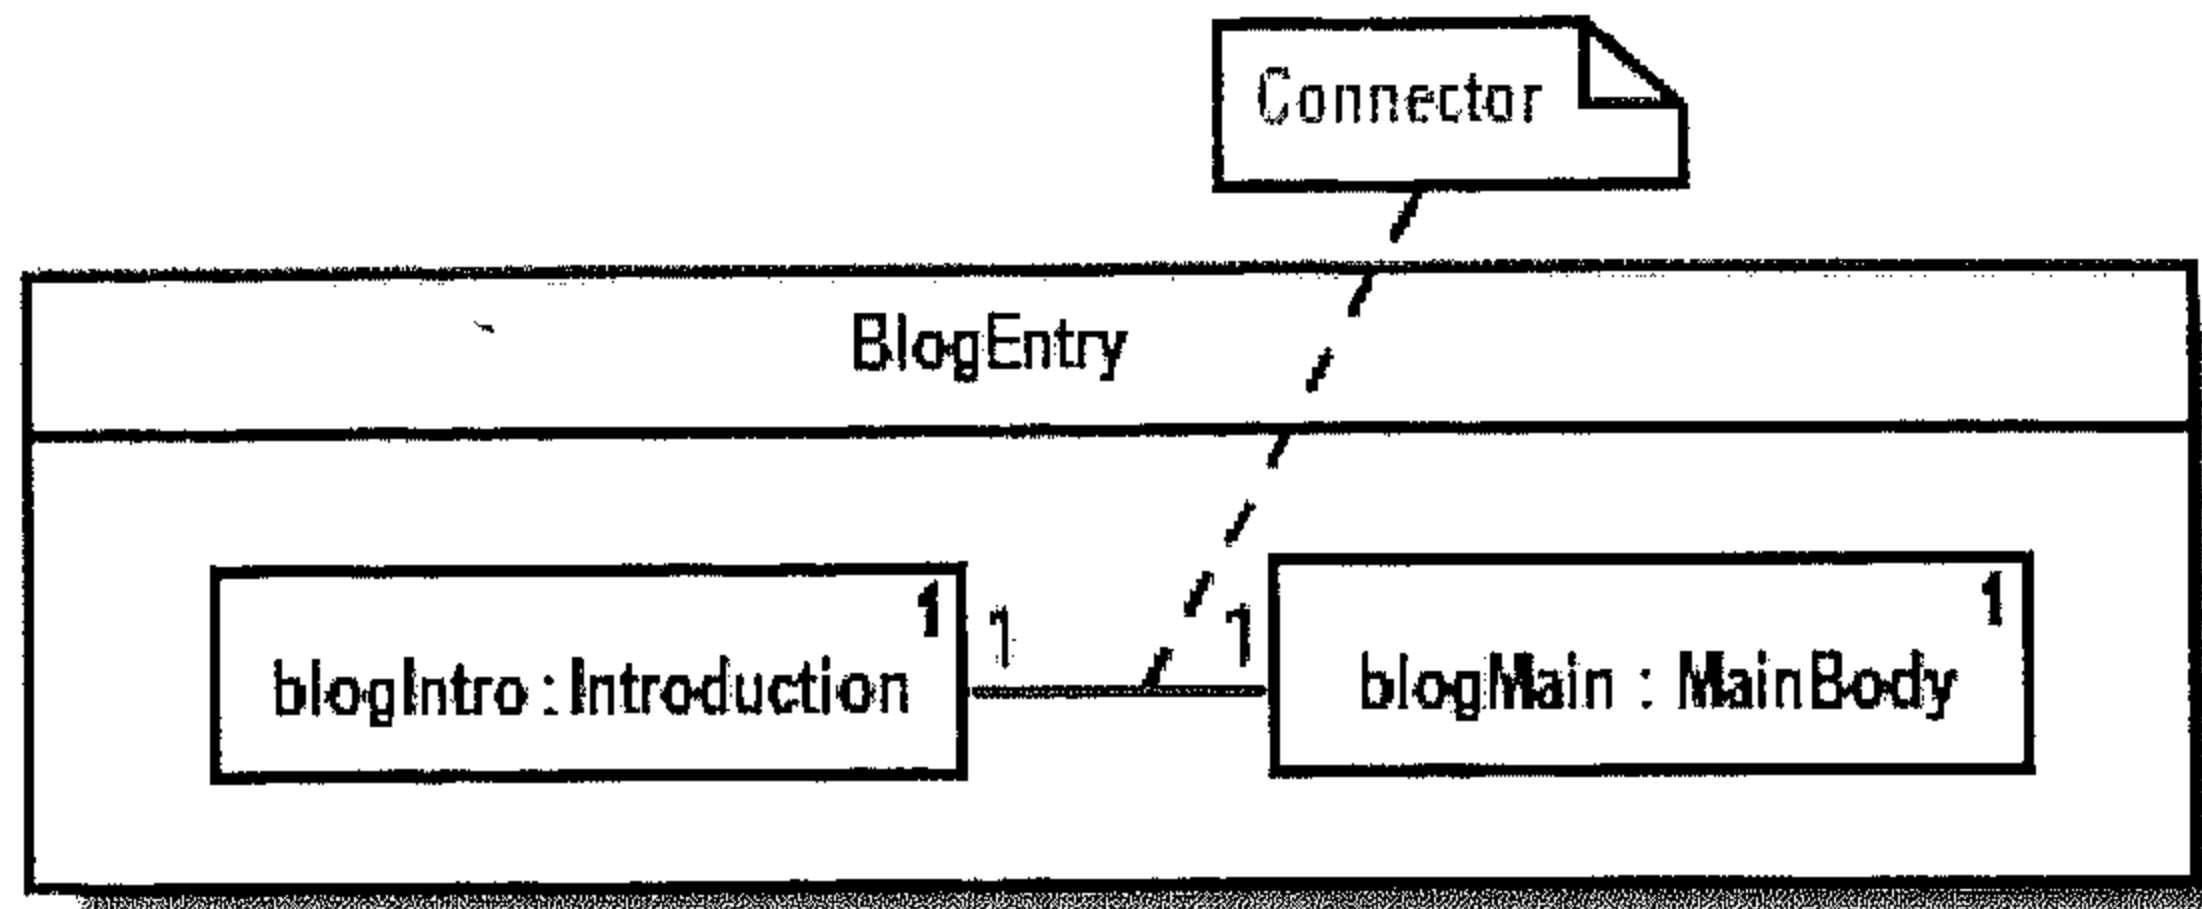 Connector
BlogEntry
1
blogIntro:Introduction
1
1
1
blogMain : MainBody